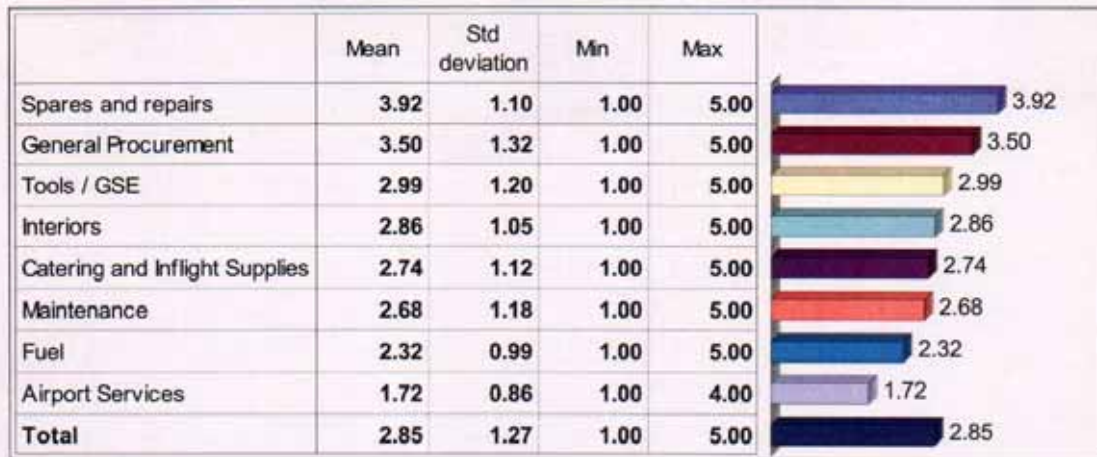 Mean Std deviation Min Max
Spares and repairs 3.92 1.10 1.00 5.00 3.92
General Procurement 3.50 1.32 1.00 5.00 3.50
Tools / GSE 2.99 1.20 1.00 5.00 2.99
Interiors 2.86 1.05 1.00 5.00 2.86
Catering and Inflight Supplies 2.74 1.12 1.00 5.00 2.74
Maintenance 2.68 1.18 1.00 5.00 2.68
Fuel 2.32 0.99 1.00 5.00 2.32
Airport Services 1.72 0.86 1.00 4.00 1.72
Total 2.85 1.27 1.00 5.00 2.85